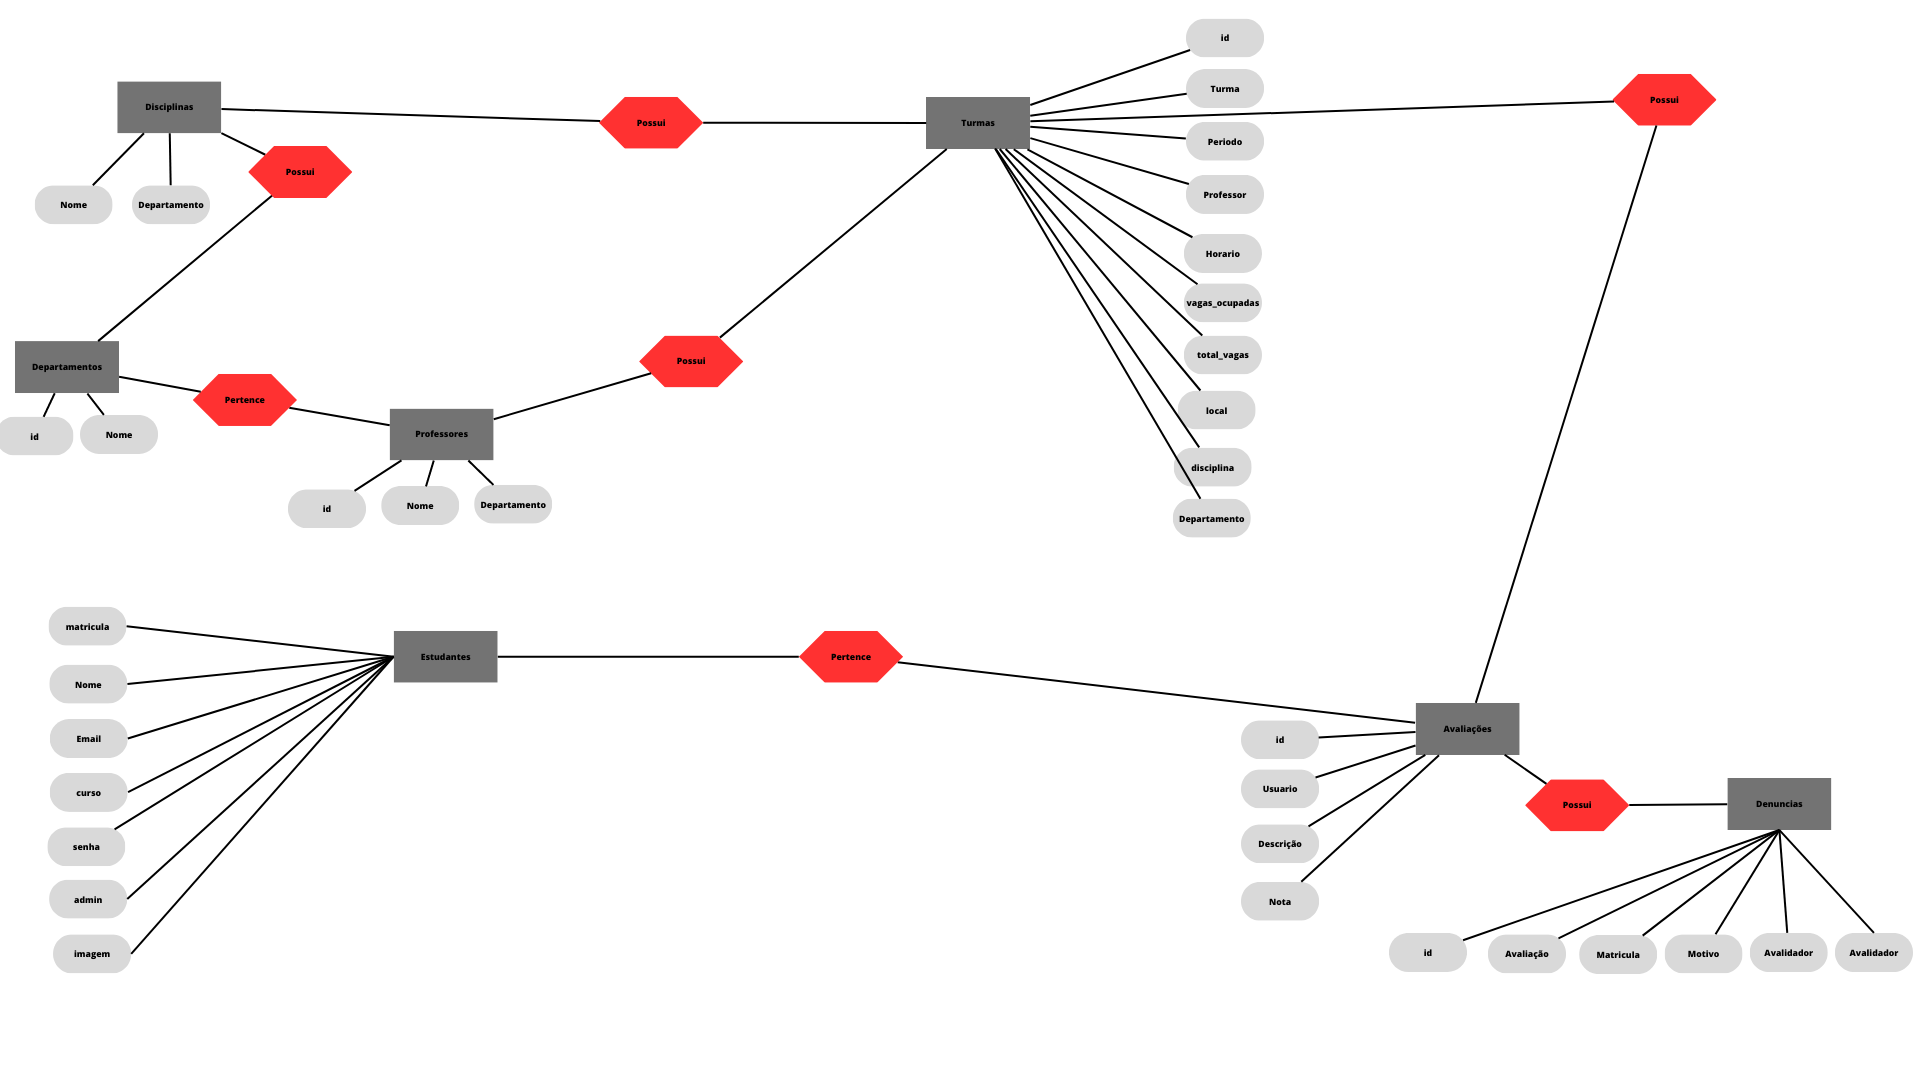 id
Turma
Possui
Disciplinas
Possui
Turmas
Periodo
Possui
Professor
Nome
Departamento
Horario
vagas_ocupadas
total_vagas
Possui
Departamentos
Pertence
local
id
Nome
Professores
disciplina
id
Nome
Departamento
Departamento
matricula
Estudantes
Pertence
Nome
Email
Avaliações
id
curso
Usuario
Possui
Denuncias
senha
Descrição
admin
Nota
imagem
id
Avaliação
Matricula
Motivo
Avalidador
Avalidador